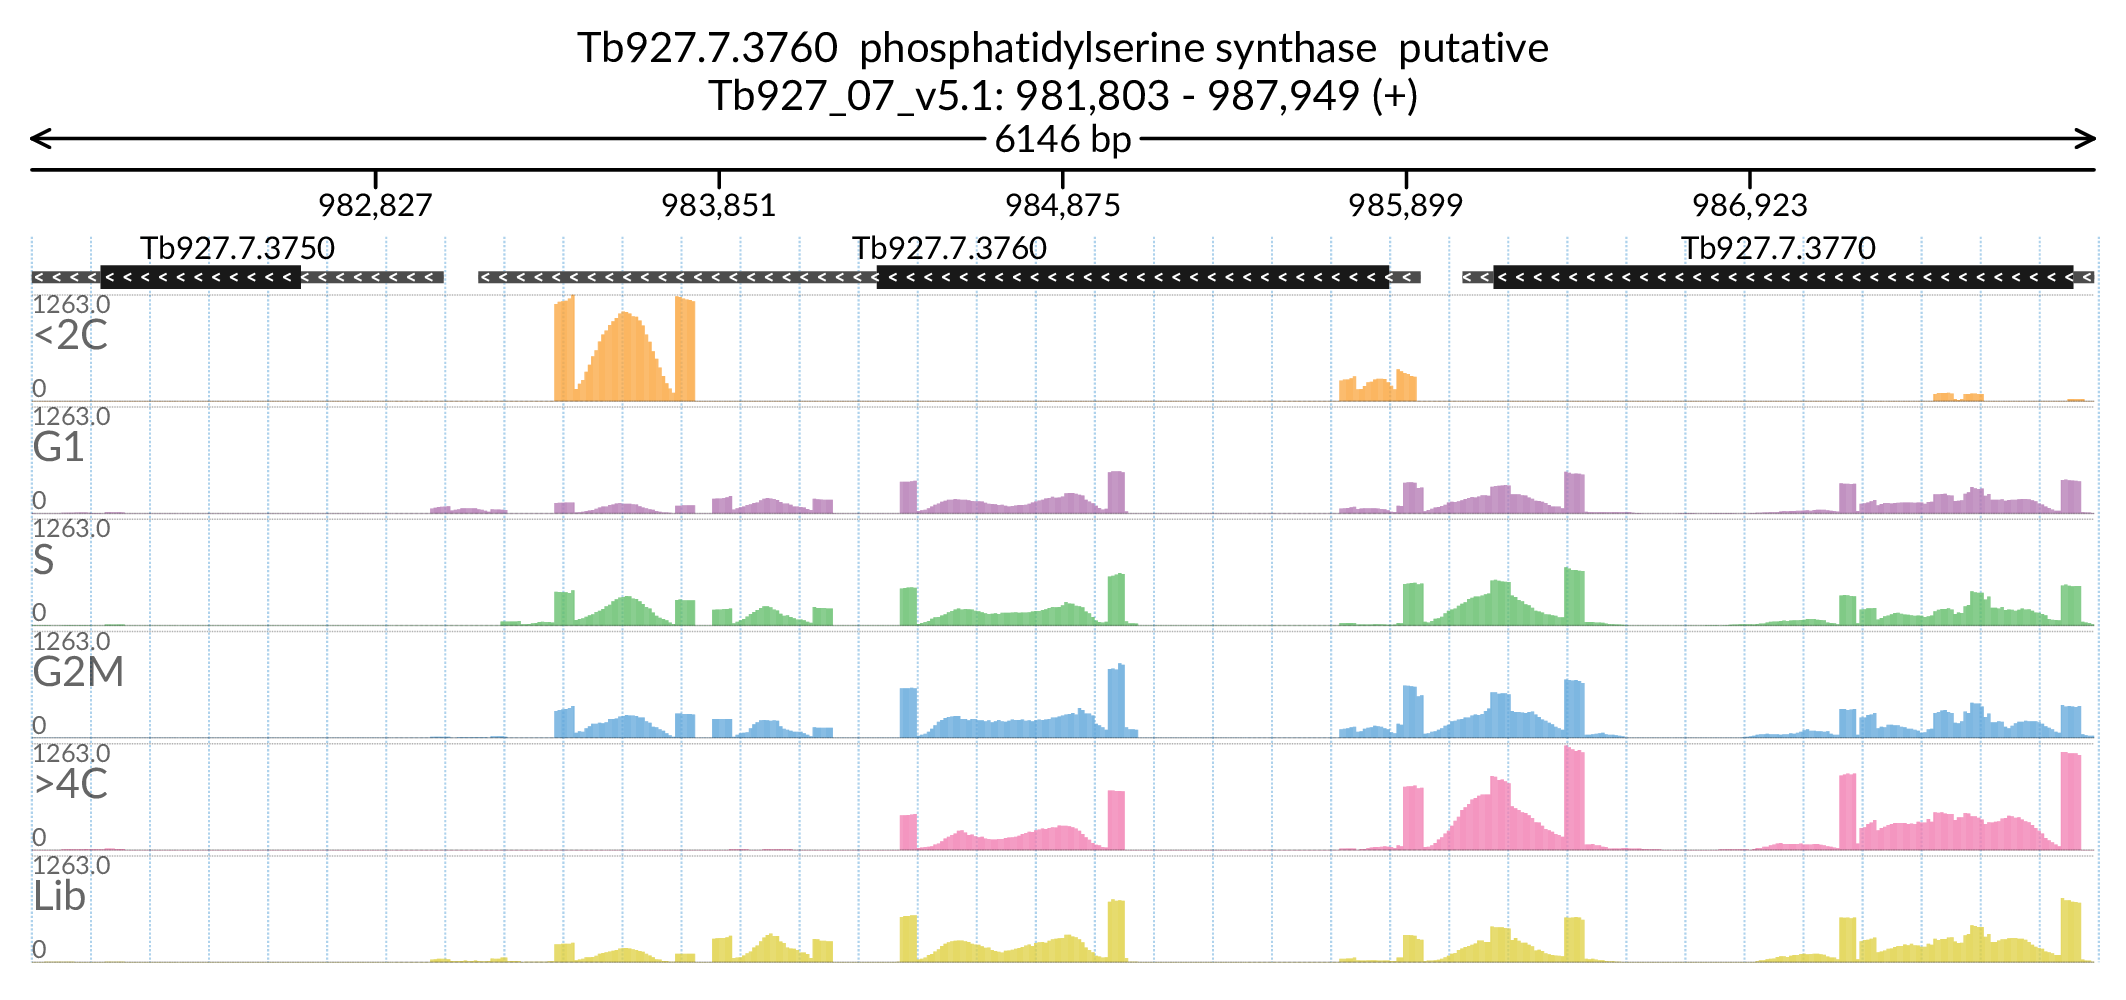 Tb927.7.3760  phosphatidylserine synthase  putative
Tb927_07_v5.1: 981,803 - 987,949 (+)
6146 bp
982,827 983,851 984,875 985,899 986,923
Tb927.7.3750 Tb927.7.3760 Tb927.7.3770
1263.0
<2C
0
1263.0
G1
0
1263.0
S
0
1263.0
G2M
0
1263.0
>4C
0
1263.0
Lib
0